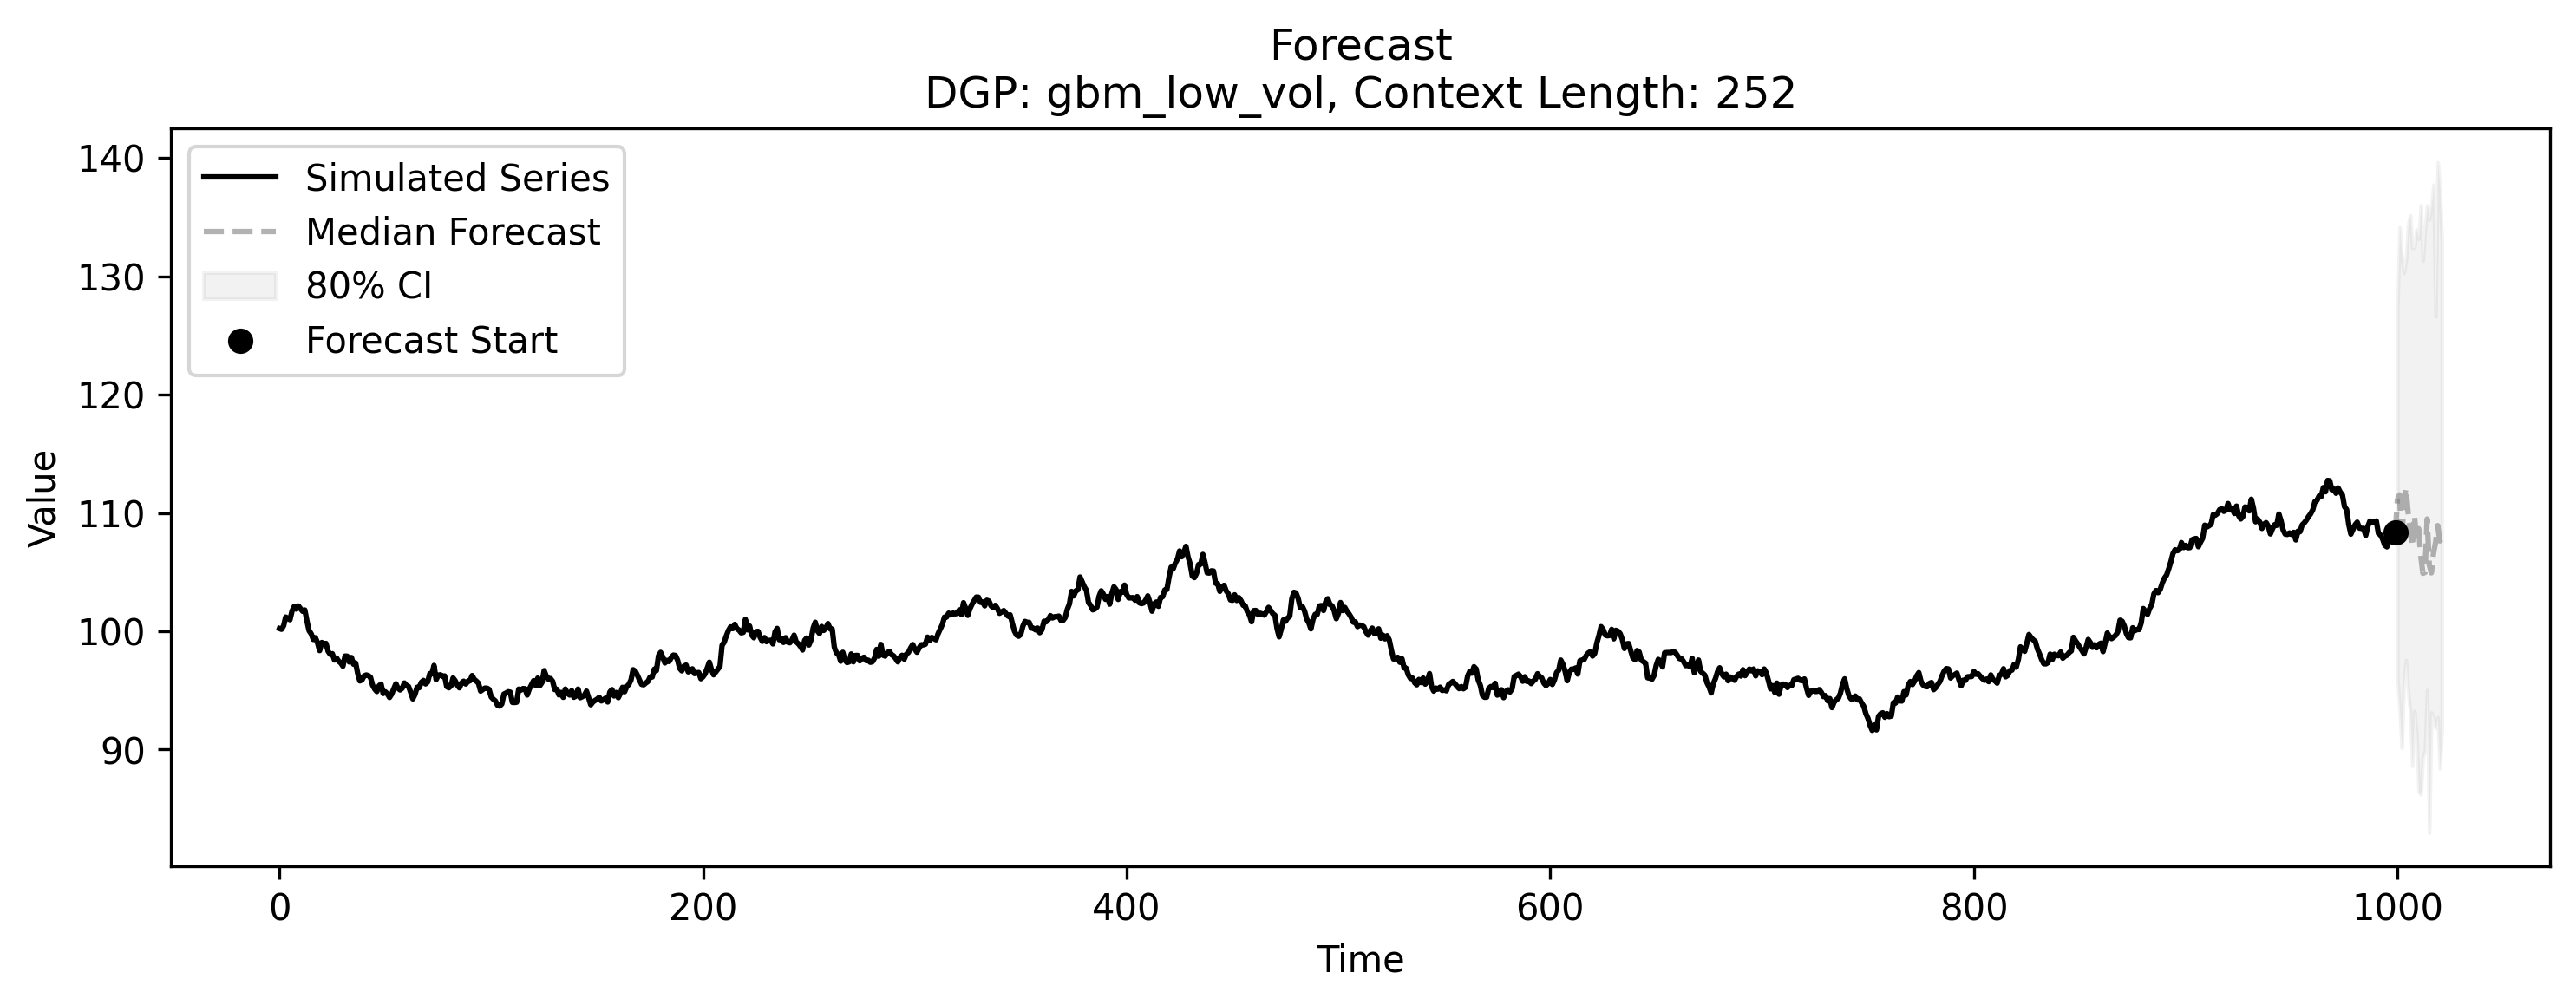 Forecast
DGP: gbm_low_vol, Context Length: 252
140
130
120
110
100
90
Value
Simulated Series
Median Forecast
80% CI
Forecast Start
0
200
400
600
800
1000
Time